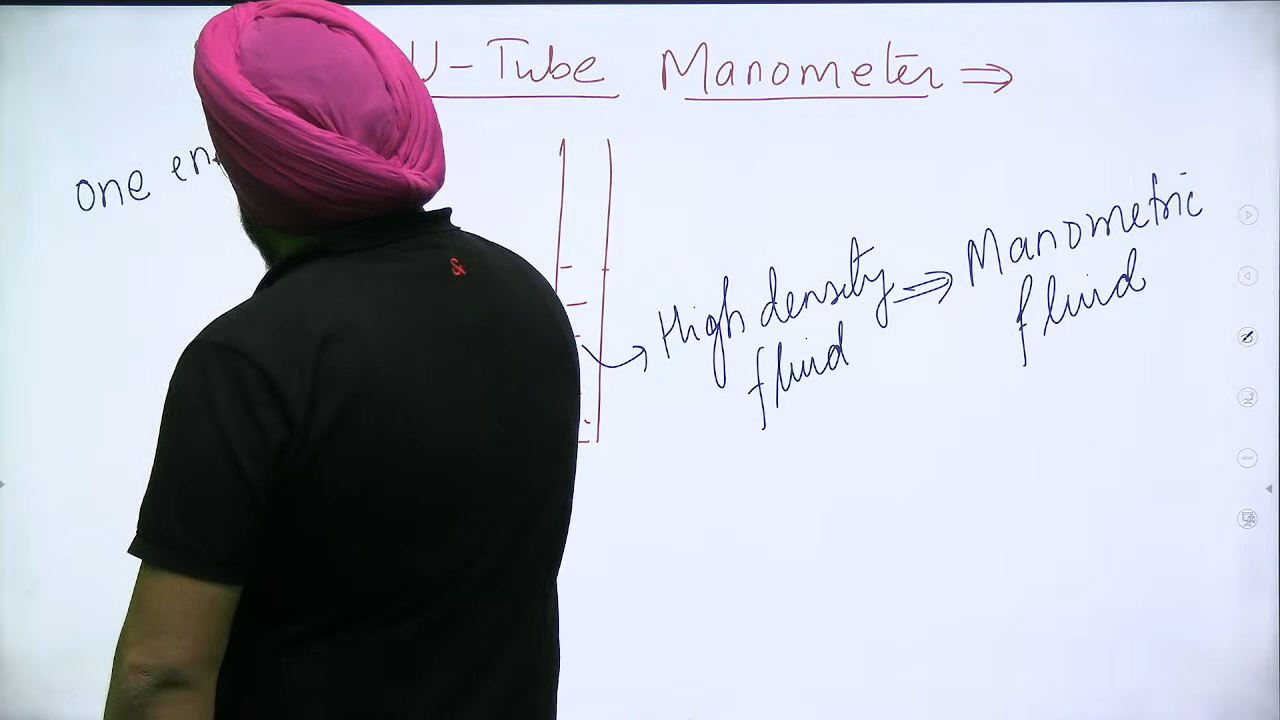 U-Tube Manometer ⇒
one en
High density
fluid
⇒ Manometric
fluid
&